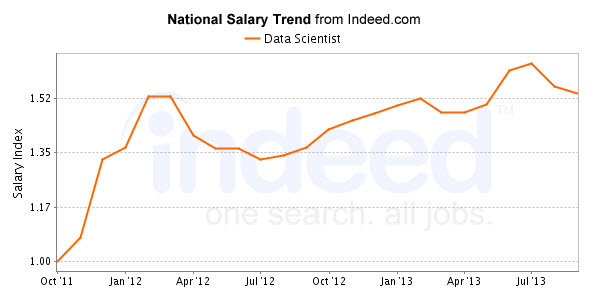 National Salary Trend from Indeed.com
Data Scientist
Salary Index
1.52
1.35
1.17
1.00
indeed™
one search. all jobs.
Oct '11 Jan '12 Apr '12 Jul '12 Oct '12 Jan '13 Apr '13 Jul '13